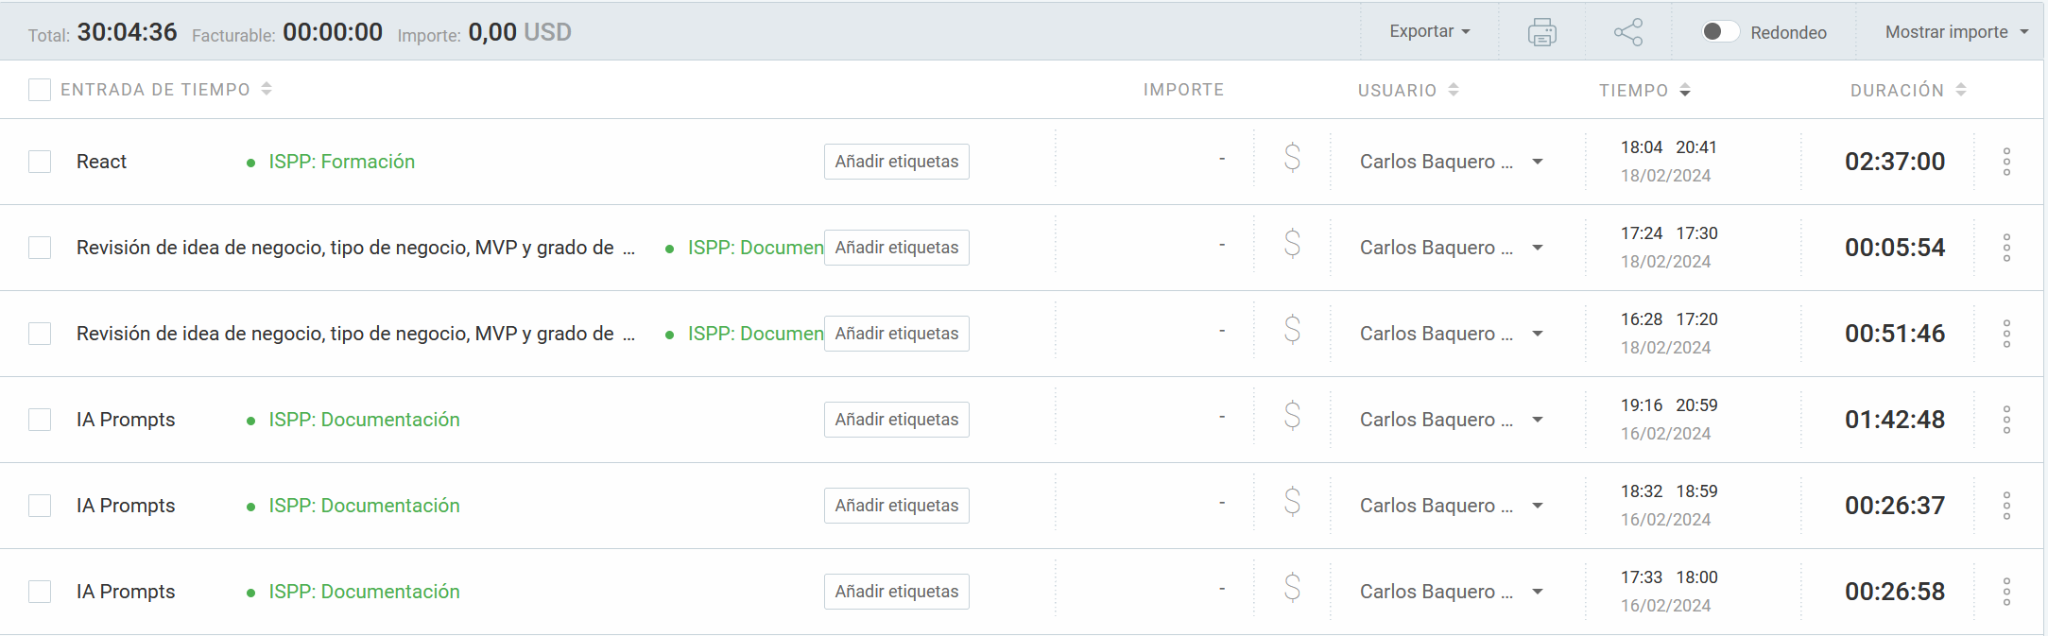 Total: 30:04:36 Facturable: 00:00:00 Importe: 0,00 USD Exportar Redondeo Mostrar importe
ENTRADA DE TIEMPO IMPORTE USUARIO TIEMPO DURACIÓN
React ISPP: Formación Añadir etiquetas - $ Carlos Baquero ... 18:04 20:41 02:37:00
18/02/2024
Revisión de idea de negocio, tipo de negocio, MVP y grado de ... ISPP: Documen Añadir etiquetas - $ Carlos Baquero ... 17:24 17:30 00:05:54
18/02/2024
Revisión de idea de negocio, tipo de negocio, MVP y grado de ... ISPP: Documen Añadir etiquetas - $ Carlos Baquero ... 16:28 17:20 00:51:46
18/02/2024
IA Prompts ISPP: Documentación Añadir etiquetas - $ Carlos Baquero ... 19:16 20:59 01:42:48
16/02/2024
IA Prompts ISPP: Documentación Añadir etiquetas - $ Carlos Baquero ... 18:32 18:59 00:26:37
16/02/2024
IA Prompts ISPP: Documentación Añadir etiquetas - $ Carlos Baquero ... 17:33 18:00 00:26:58
16/02/2024